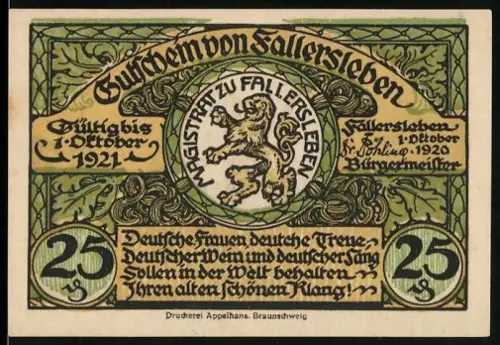 Gutschein von Fallersleben
MAGISTRAT ZU FALLERSLEBEN
Gültig bis
1. Oktober
1921
Fallersleben
1. Oktober
1920
Bürgermeister
Deutsche Frauen, deutsche Treue,
Deutscher Wein und deutscher Sang
Sollen in der Welt behalten
Ihren alten schönen Klang!
25 ₰
25 ₰
Druckerei Appelhans. Braunschweig